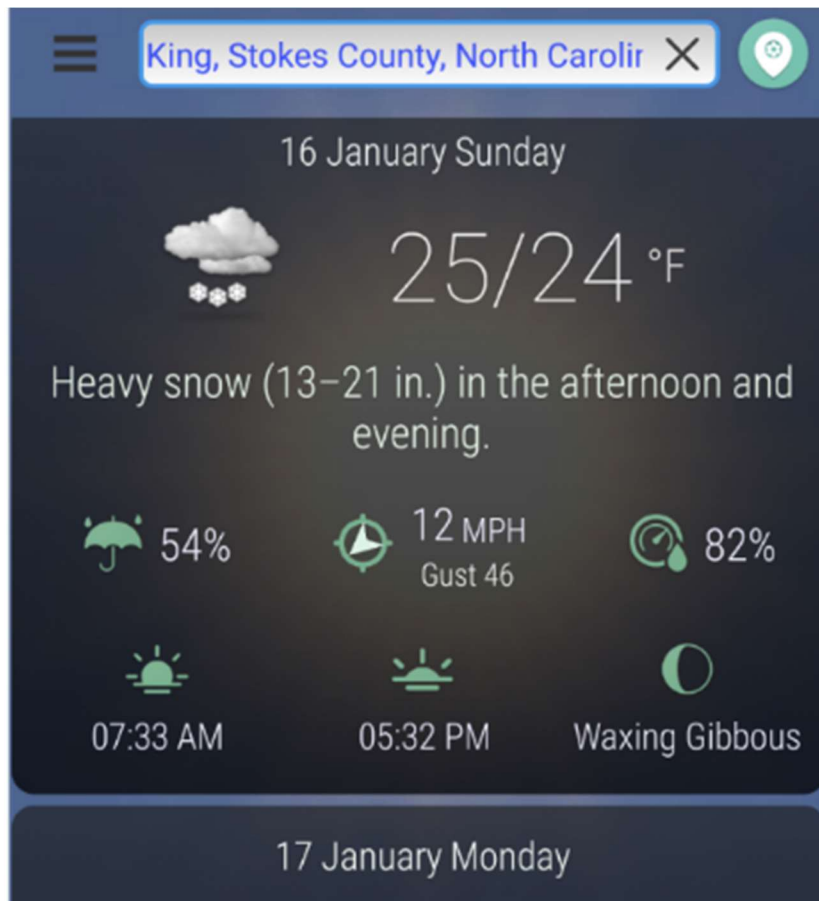 King, Stokes County, North Carolin
16 January Sunday
25/24 °F
Heavy snow (13–21 in.) in the afternoon and
evening.
54%
12 MPH
Gust 46
82%
07:33 AM
05:32 PM
Waxing Gibbous
17 January Monday